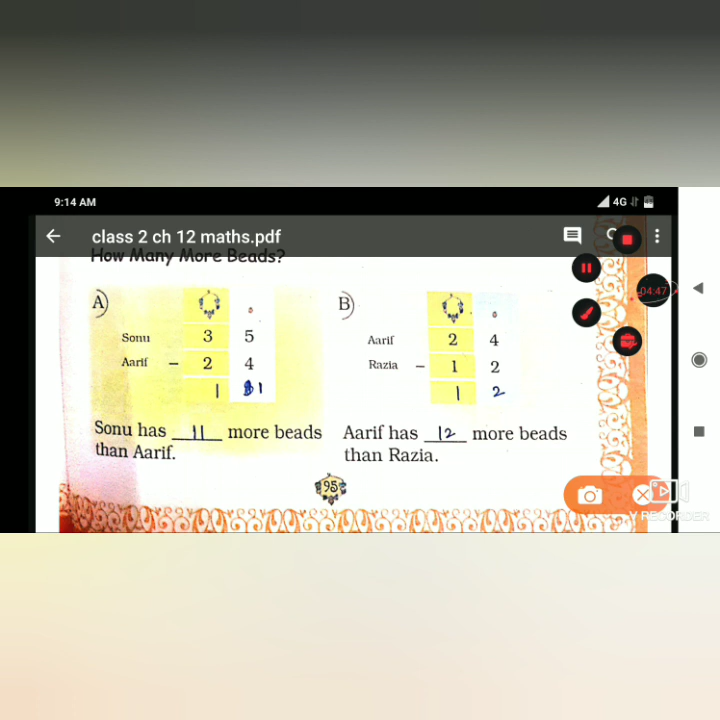 9:14 AM
4G
class 2 ch 12 maths.pdf
How Many More Beads?
04:47
A)
Sonu 3 5
Aarif - 2 4
1 1
Sonu has 11 more beads
than Aarif.
B)
Aarif 2 4
Razia - 1 2
1 2
Aarif has 12 more beads
than Razia.
95
RECORDER